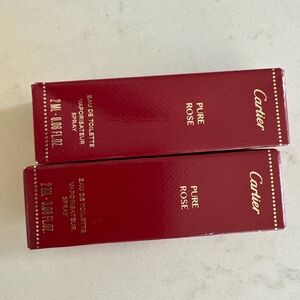 Cartier
PURE
ROSE
EAU DE TOILETTE
VAPORISATEUR
SPRAY
2 ML - 0.06 FL.OZ.
Cartier
PURE
ROSE
EAU DE TOILETTE
VAPORISATEUR
SPRAY
2 ML - 0.06 FL.OZ.